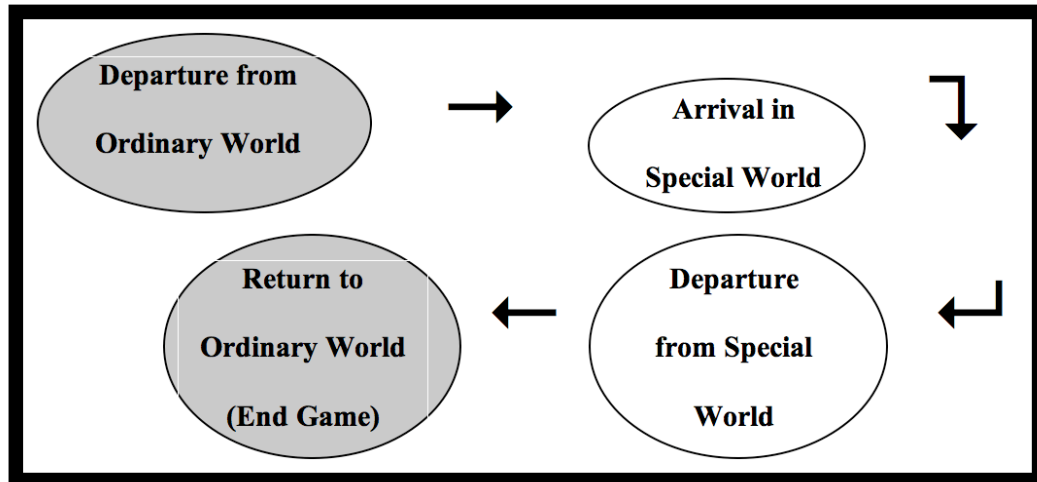 Departure from
Ordinary World
Arrival in
Special World
Return to
Ordinary World
(End Game)
Departure
from Special
World